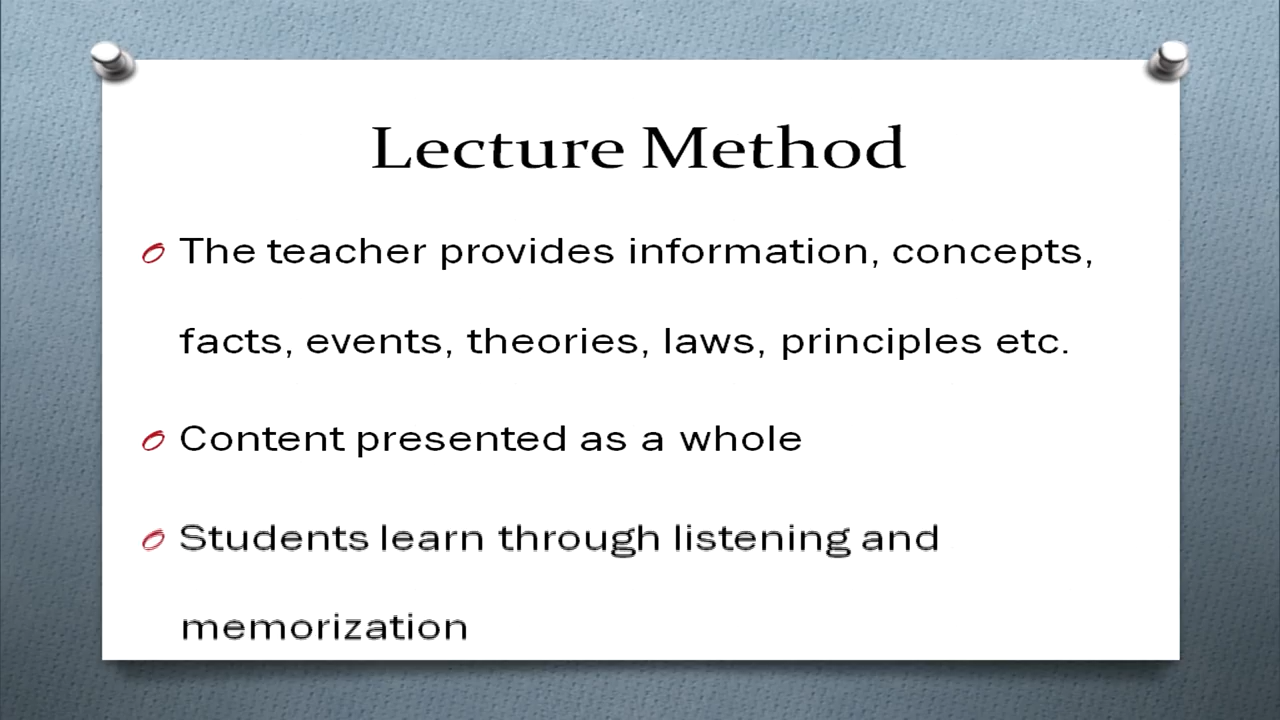 Lecture Method
The teacher provides information, concepts,
facts, events, theories, laws, principles etc.
Content presented as a whole
Students learn through listening and
memorization